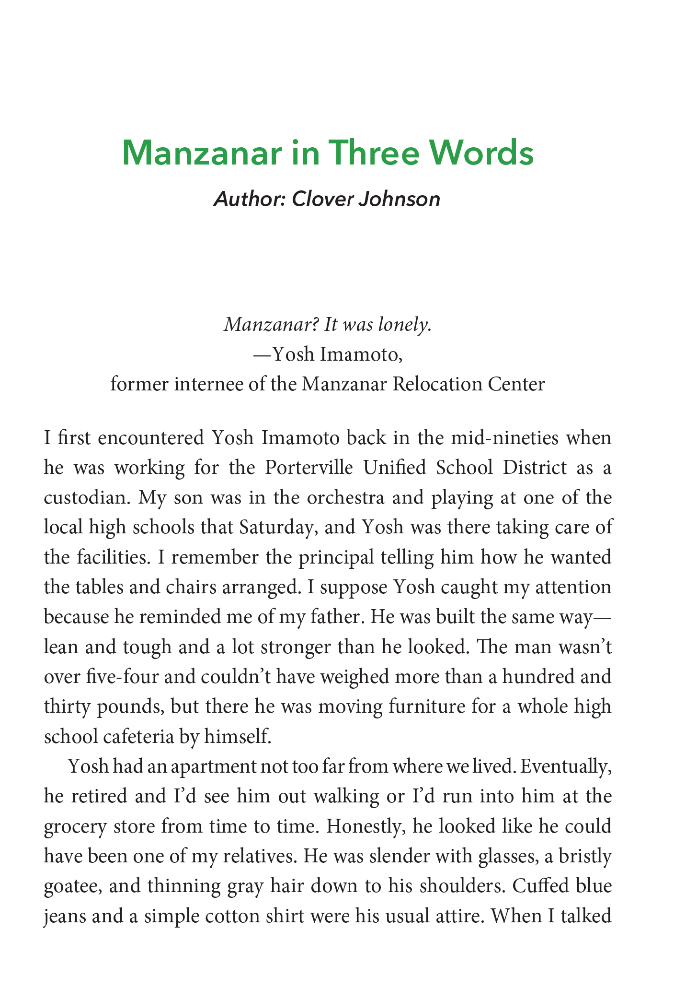 Manzanar in Three Words
Author: Clover Johnson
Manzanar? It was lonely.
—Yosh Imamoto,
former internee of the Manzanar Relocation Center
I first encountered Yosh Imamoto back in the mid-nineties when
he was working for the Porterville Unified School District as a
custodian. My son was in the orchestra and playing at one of the
local high schools that Saturday, and Yosh was there taking care of
the facilities. I remember the principal telling him how he wanted
the tables and chairs arranged. I suppose Yosh caught my attention
because he reminded me of my father. He was built the same way—
lean and tough and a lot stronger than he looked. The man wasn’t
over five-four and couldn’t have weighed more than a hundred and
thirty pounds, but there he was moving furniture for a whole high
school cafeteria by himself.
Yosh had an apartment not too far from where we lived. Eventually,
he retired and I’d see him out walking or I’d run into him at the
grocery store from time to time. Honestly, he looked like he could
have been one of my relatives. He was slender with glasses, a bristly
goatee, and thinning gray hair down to his shoulders. Cuffed blue
jeans and a simple cotton shirt were his usual attire. When I talked